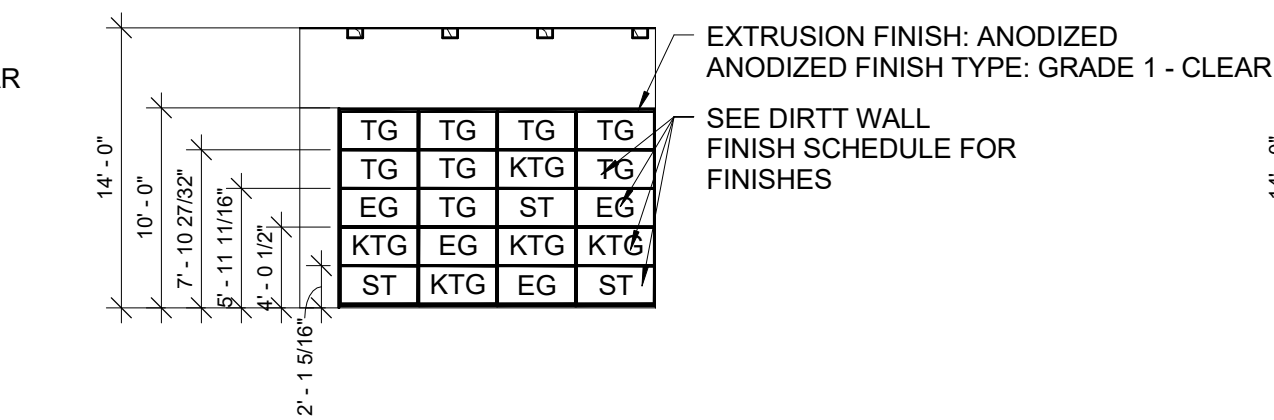 AR
EXTRUSION FINISH: ANODIZED
ANODIZED FINISH TYPE: GRADE 1 - CLEAR
SEE DIRTT WALL
FINISH SCHEDULE FOR
FINISHES
TG TG TG TG
TG TG KTG TG
EG TG ST EG
KTG EG KTG KTG
ST KTG EG ST
14' - 0"
10' - 0"
7' - 10 27/32"
5' - 11 11/16"
4' - 0 1/2"
2' - 1 5/16"